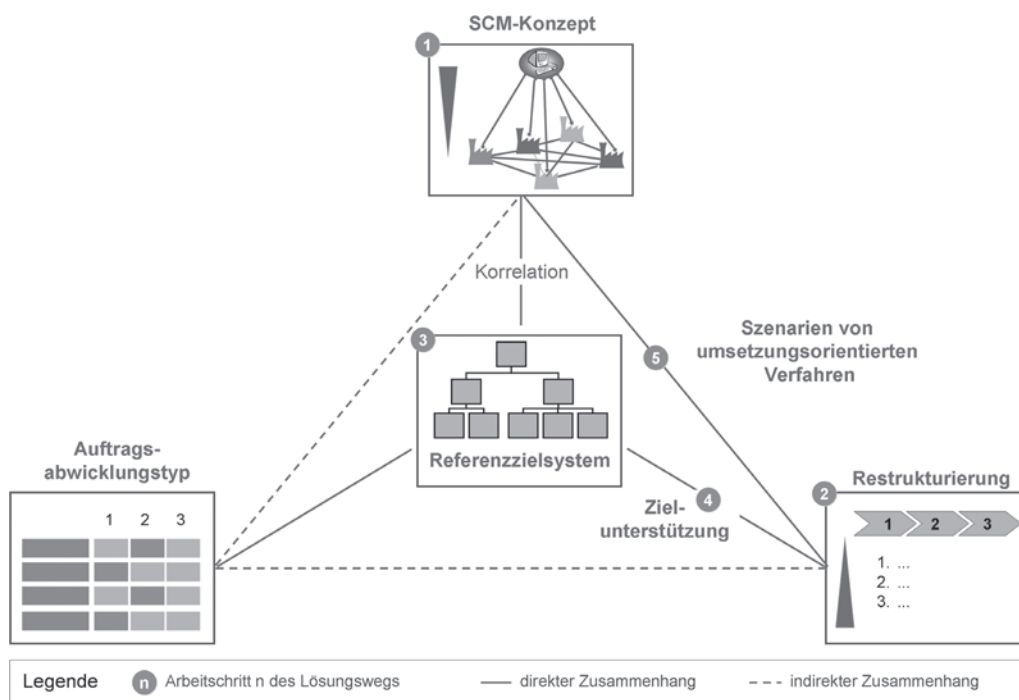 SCM-Konzept
1
Korrelation
3
Referenzzielsystem
5
Szenarien von
umsetzungsorientierten
Verfahren
4
Ziel-
unterstützung
Auftrags-
abwicklungstyp
1 2 3
2
Restrukturierung
1 2 3
1. ...
2. ...
3. ...
Legende n Arbeitschritt n des Lösungswegs direkter Zusammenhang indirekter Zusammenhang